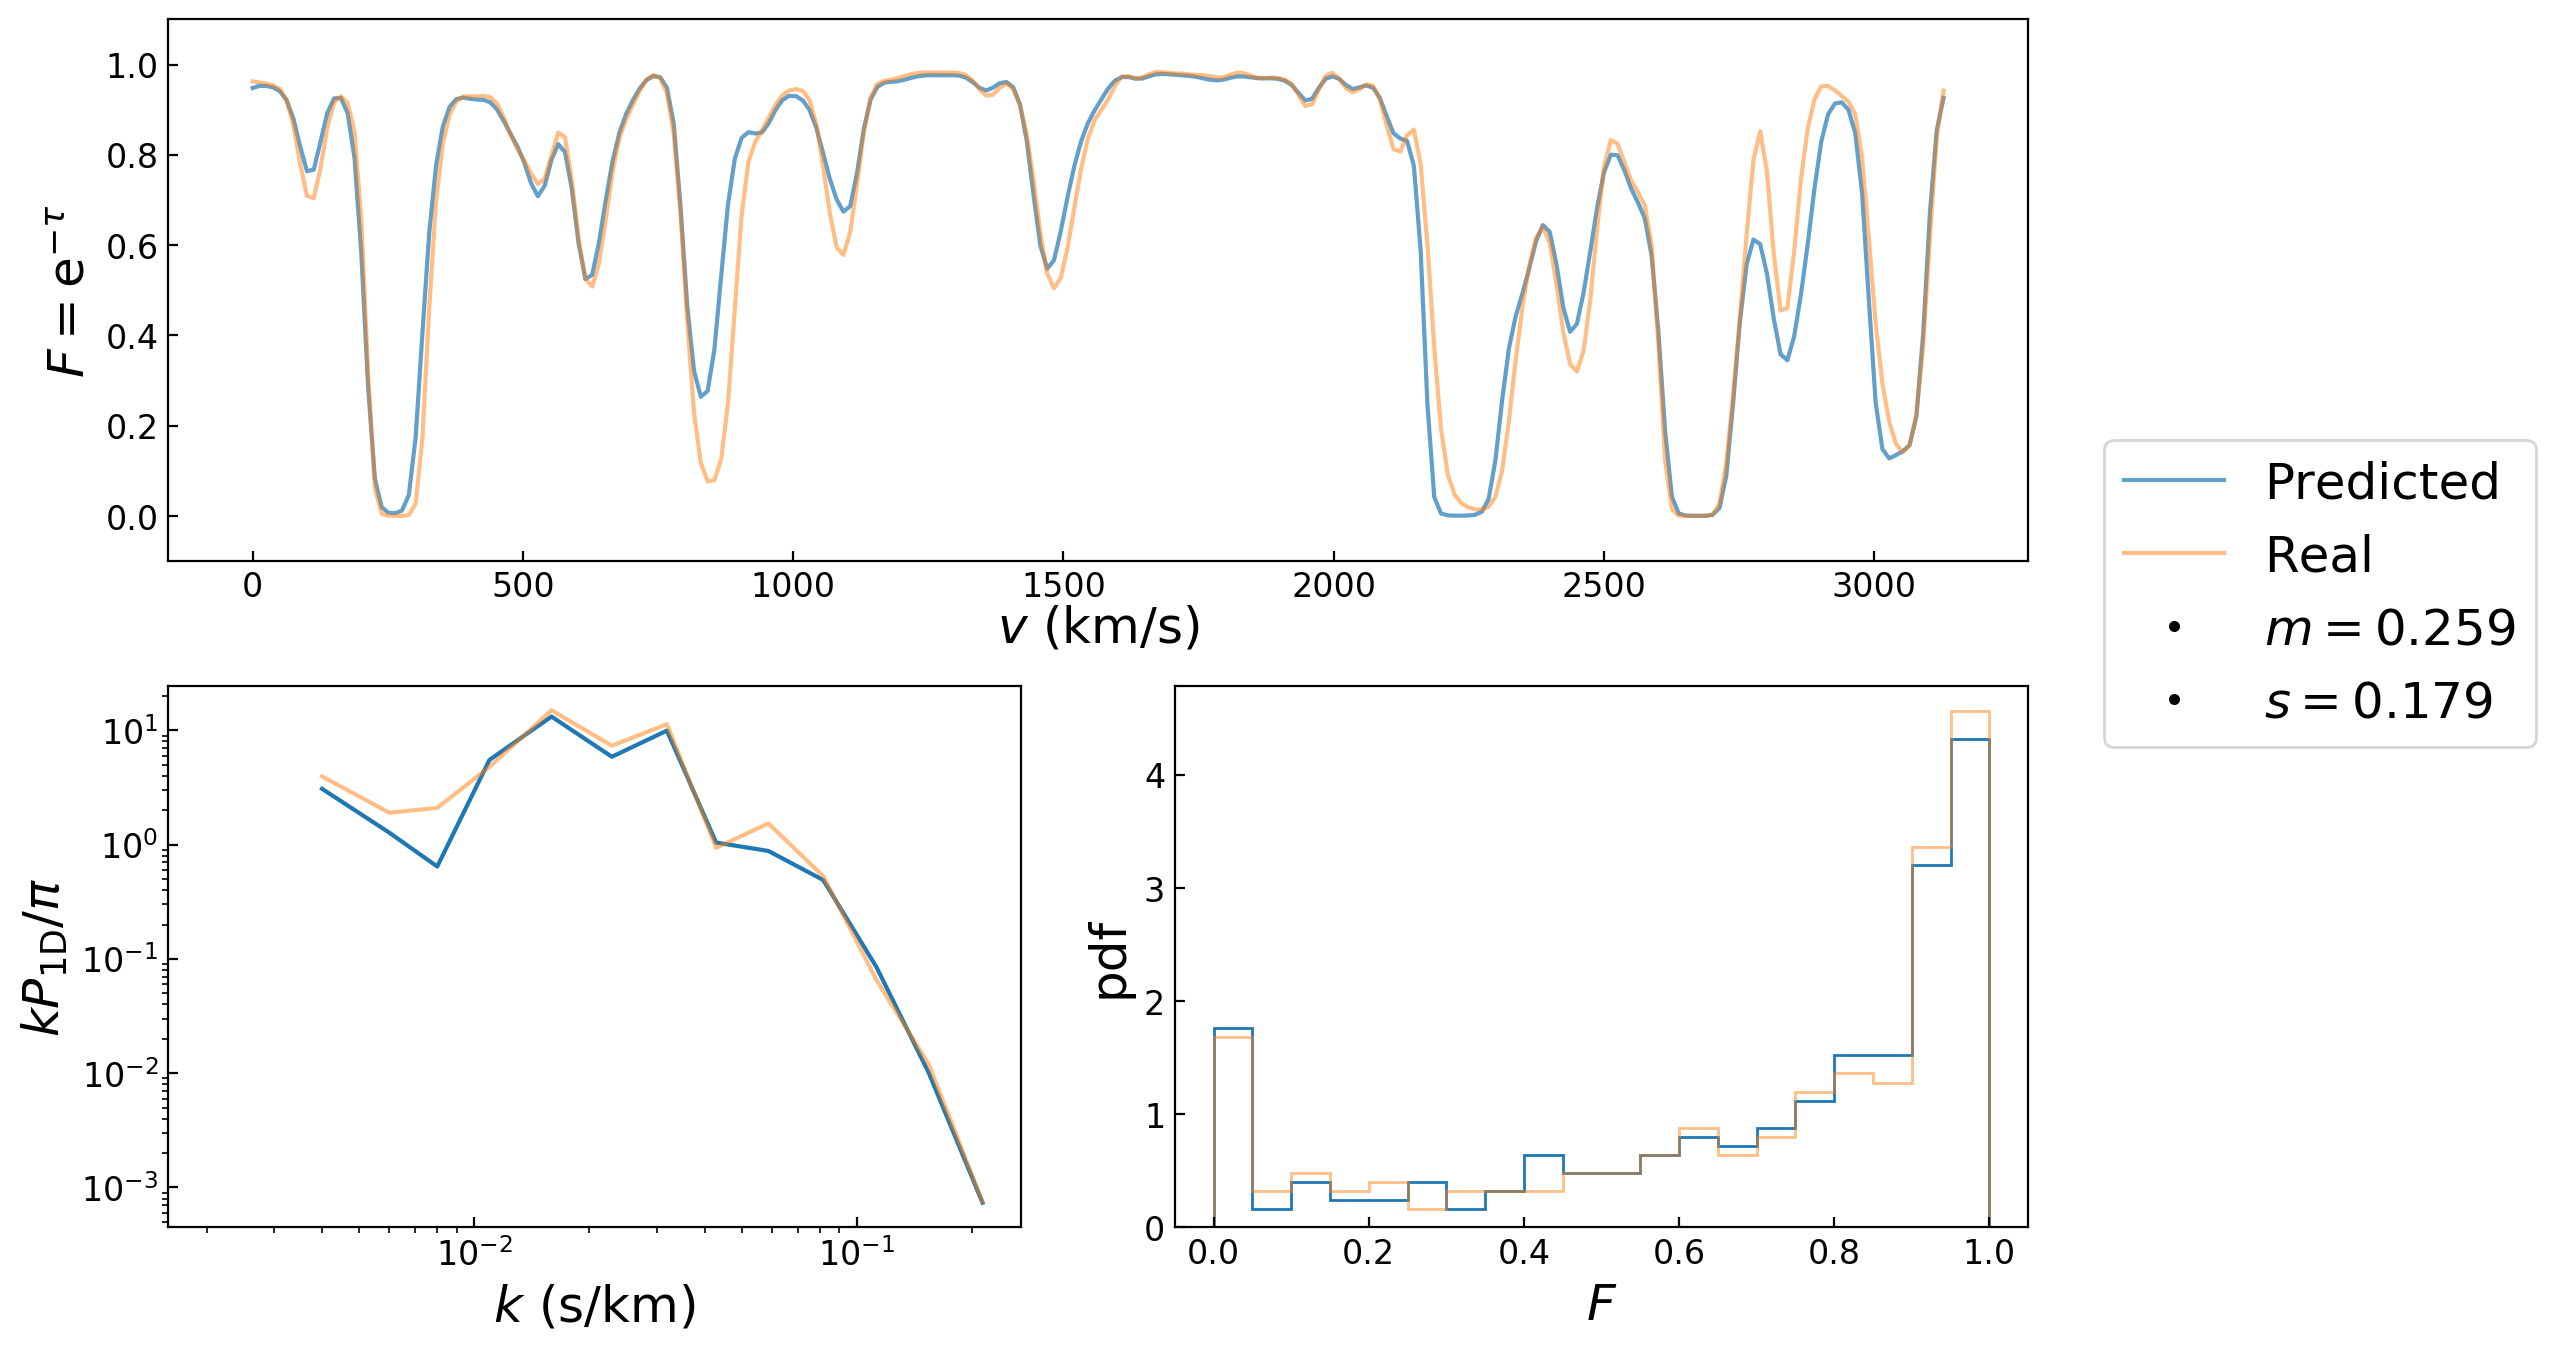 F = e^{−τ}
1.0
0.8
0.6
0.4
0.2
0.0
0 500 1000 1500 2000 2500 3000
v (km/s)
Predicted
Real
m = 0.259
s = 0.179
kP_{1D}/π
10^1
10^0
10^{−1}
10^{−2}
10^{−3}
10^{−2} 10^{−1}
k (s/km)
pdf
4
3
2
1
0
0.0 0.2 0.4 0.6 0.8 1.0
F